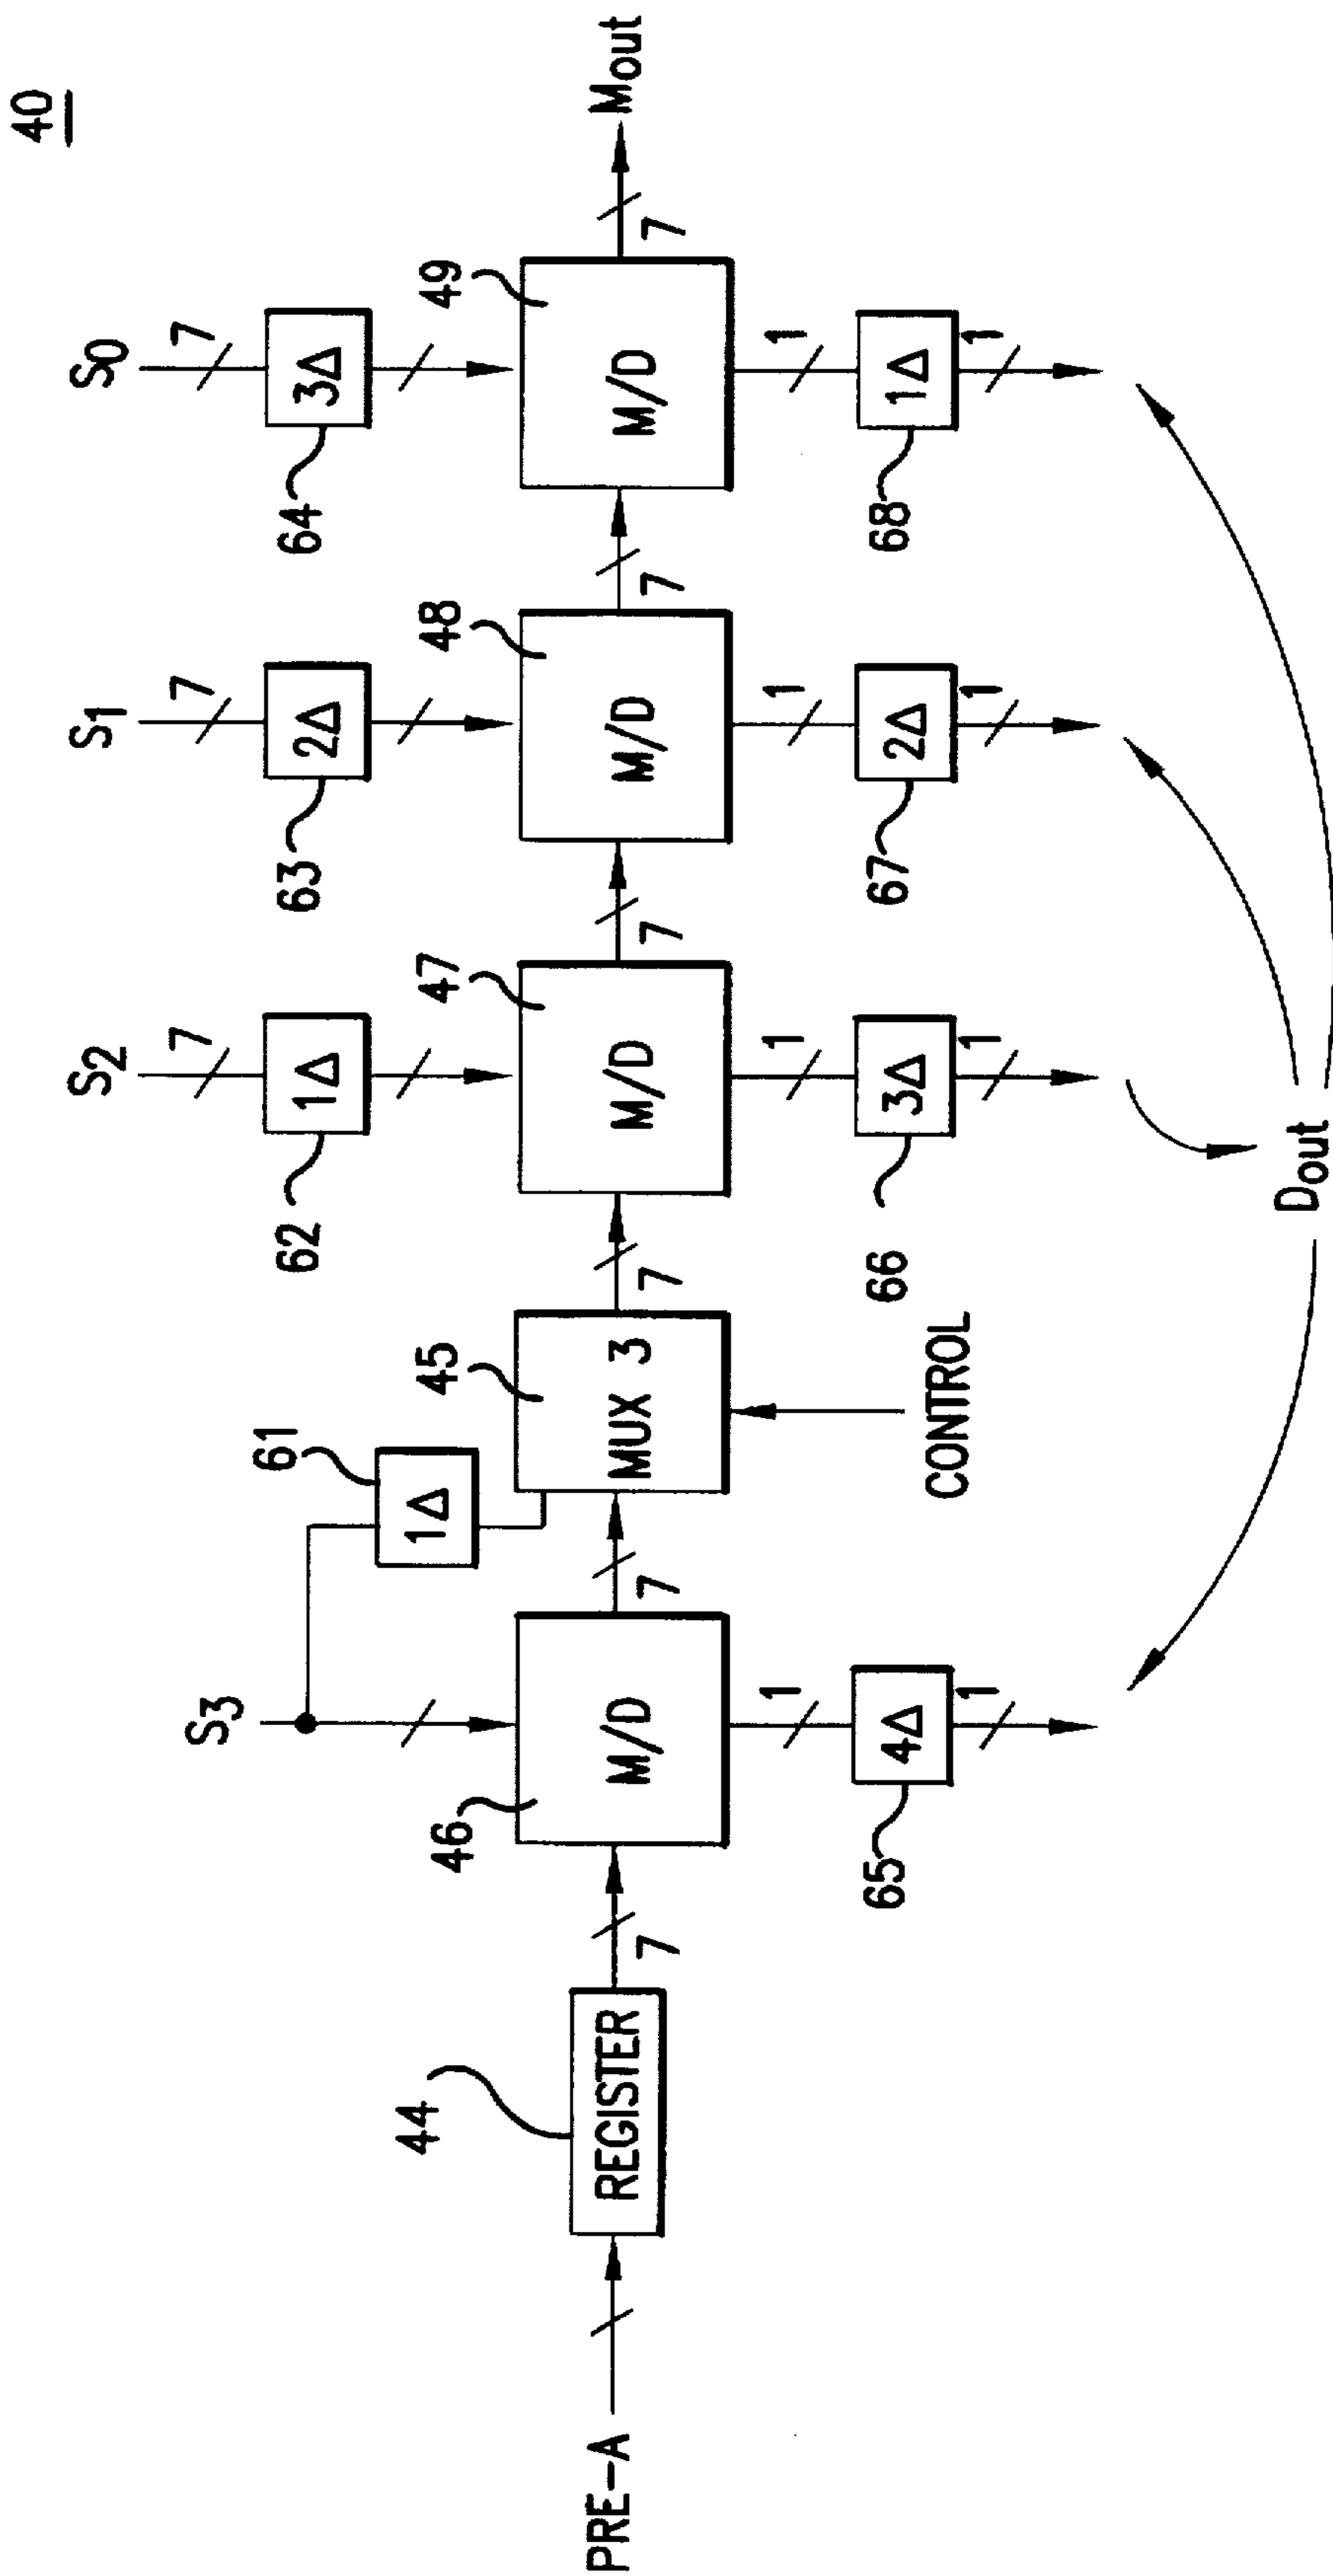 40
S3
S2
S1
S0
7
7
7
61
1Δ
62
1Δ
63
2Δ
64
3Δ
PRE-A
44
REGISTER
7
46
M/D
7
45
MUX 3
7
47
M/D
7
48
M/D
7
49
M/D
7
Mout
CONTROL
1
1
1
1
65
4Δ
66
3Δ
67
2Δ
68
1Δ
1
1
1
1
Dout